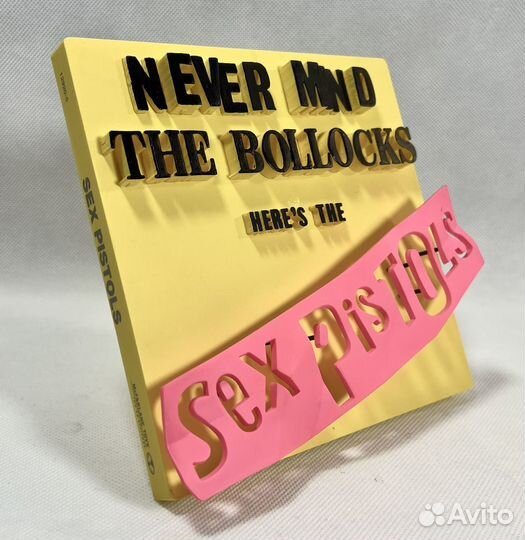 NEVER MIND
THE BOLLOCKS
HERE'S THE
Sex PisTOLS
SEX PISTOLS
Avito